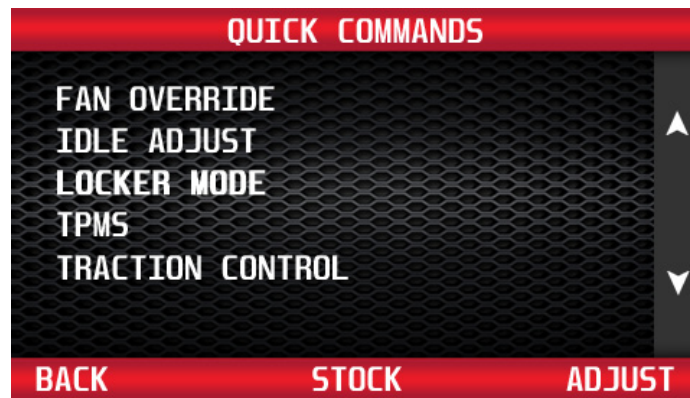 QUICK COMMANDS
FAN OVERRIDE
IDLE ADJUST
LOCKER MODE
TPMS
TRACTION CONTROL
BACK STOCK ADJUST